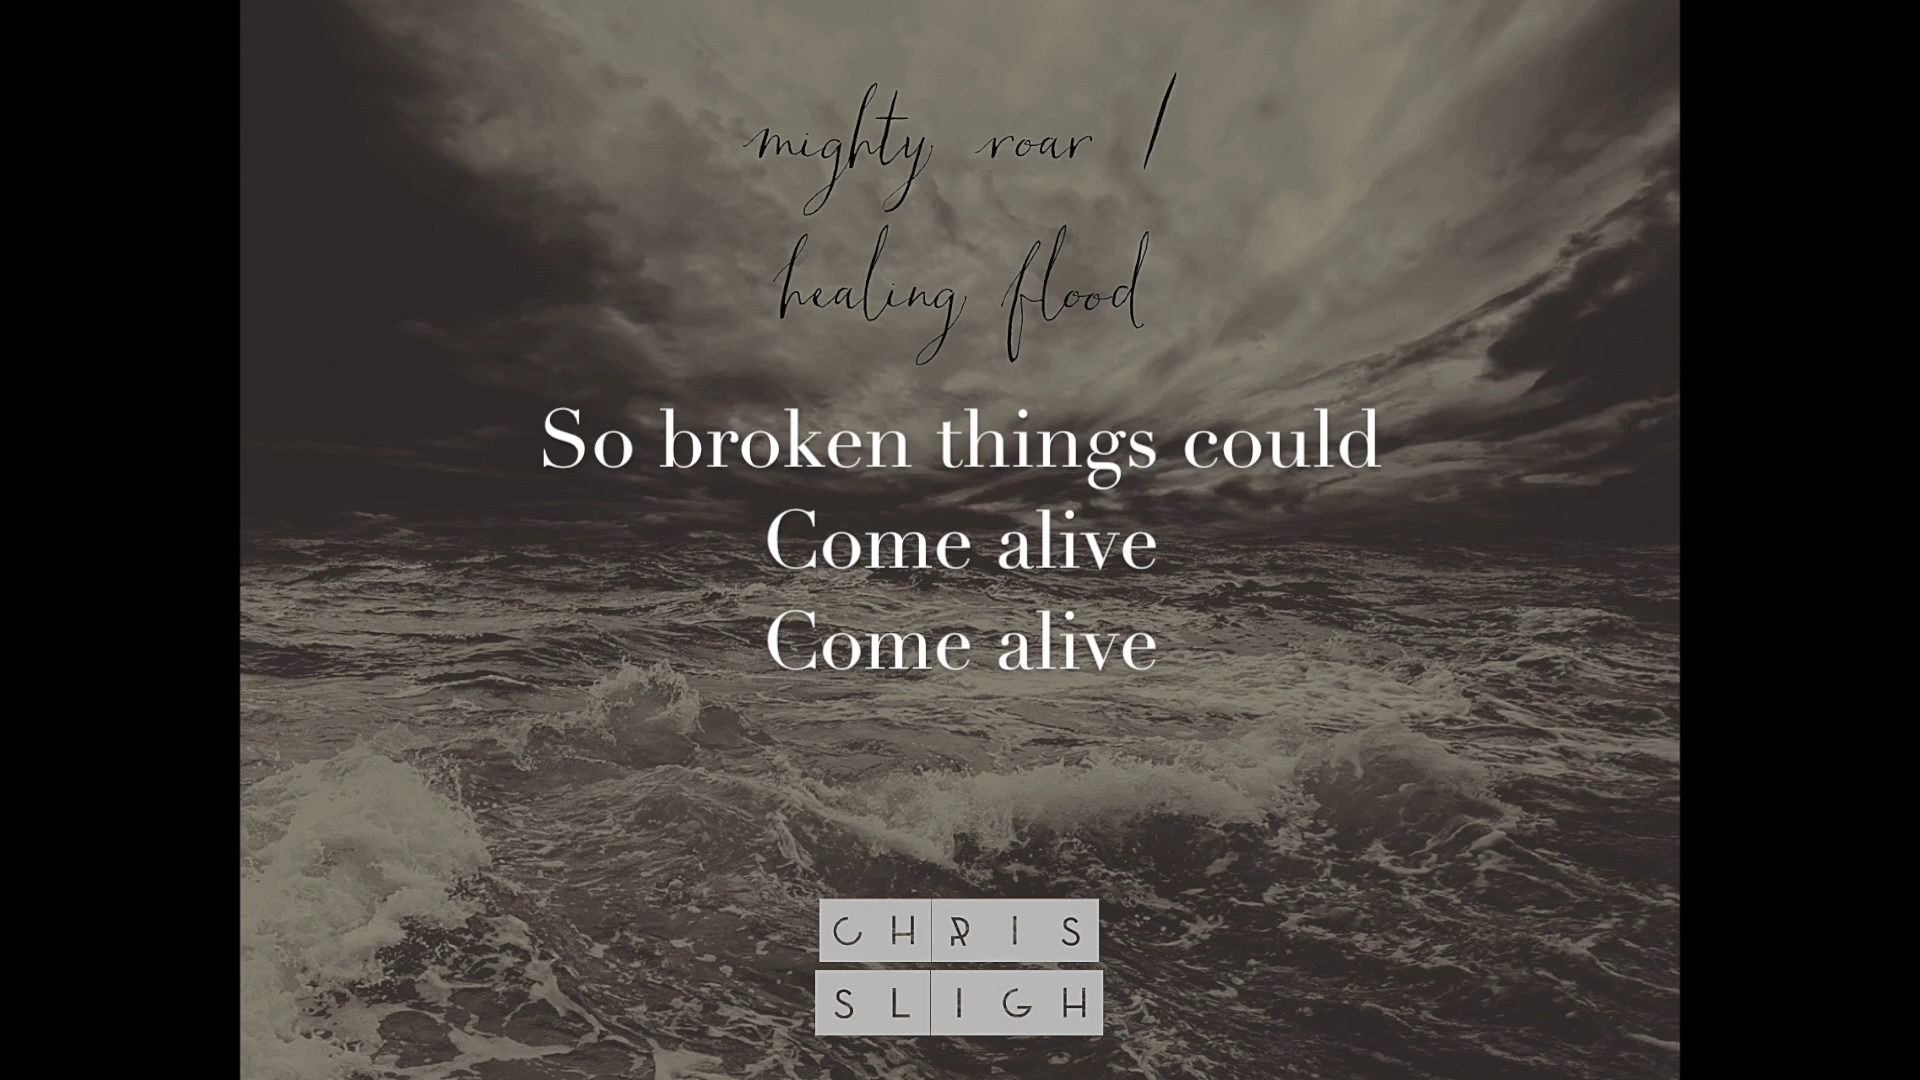 mighty roar /
healing flood
So broken things could
Come alive
Come alive
CHRIS
SLIGH